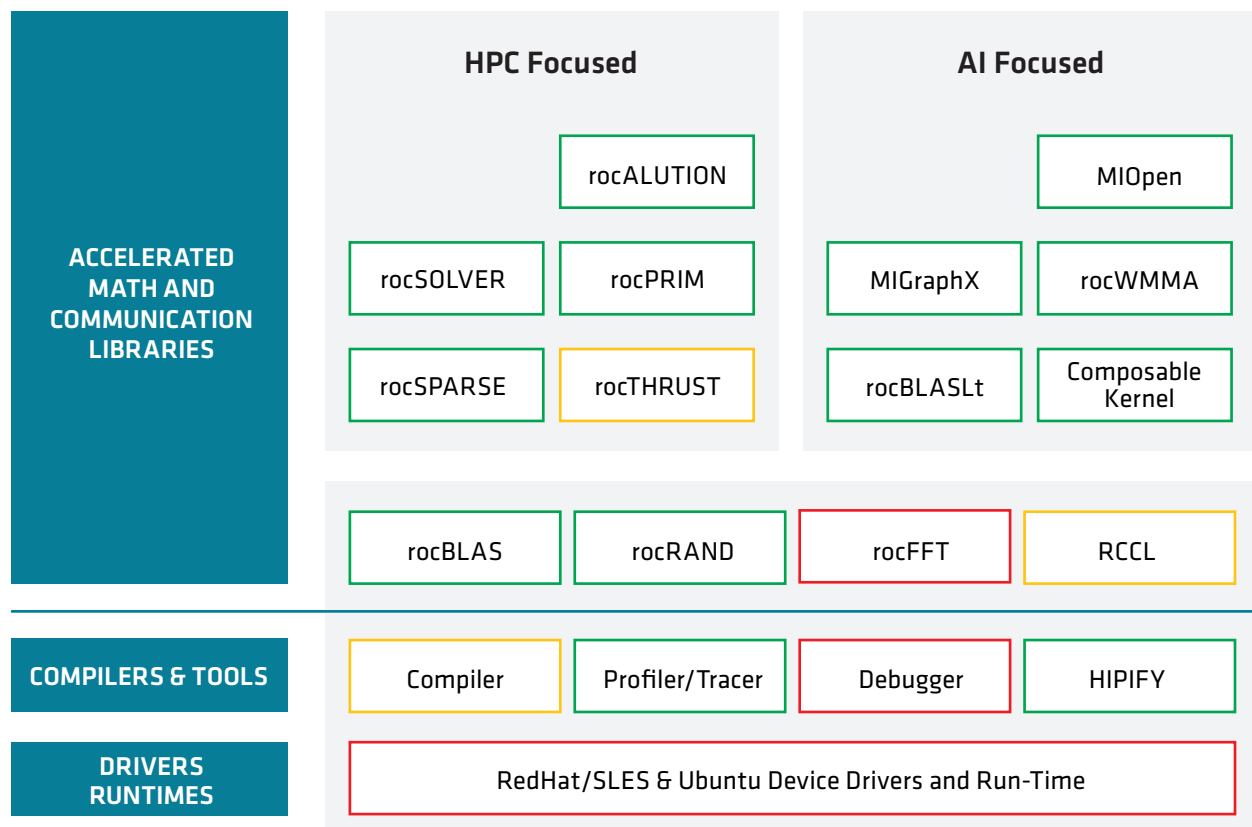 HPC Focused
AI Focused
ACCELERATED
MATH AND
COMMUNICATION
LIBRARIES
rocALUTION
MIOpen
rocSOLVER
rocPRIM
MIGraphX
rocWMMA
rocSPARSE
rocTHRUST
rocBLASLt
Composable
Kernel
rocBLAS
rocRAND
rocFFT
RCCL
COMPILERS & TOOLS
Compiler
Profiler/Tracer
Debugger
HIPIFY
DRIVERS
RUNTIMES
RedHat/SLES & Ubuntu Device Drivers and Run-Time